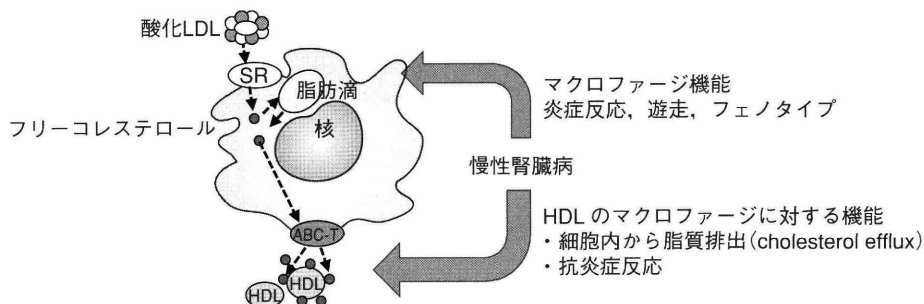 酸化LDL
SR
脂肪滴
フリーコレステロール
核
ABC-T
HDL
HDL
マクロファージ機能
炎症反応，遊走，フェノタイプ
慢性腎臓病
HDL のマクロファージに対する機能
・細胞内から脂質排出(cholesterol efflux)
・抗炎症反応